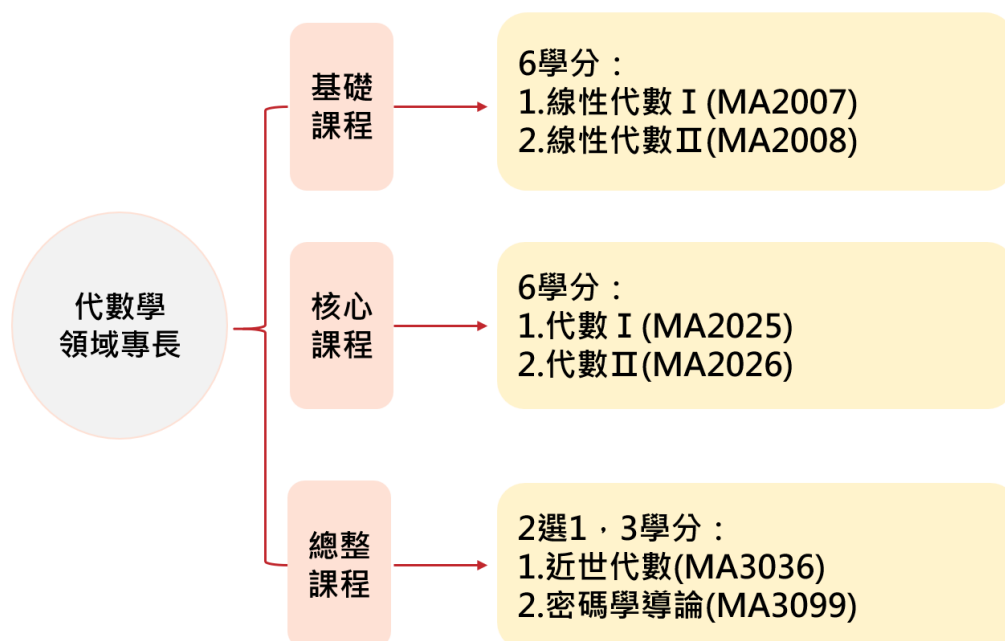 代數學
領域專長
基礎
課程
6學分：
1.線性代數Ⅰ(MA2007)
2.線性代數Ⅱ(MA2008)
核心
課程
6學分：
1.代數Ⅰ(MA2025)
2.代數Ⅱ(MA2026)
總整
課程
2選1，3學分：
1.近世代數(MA3036)
2.密碼學導論(MA3099)